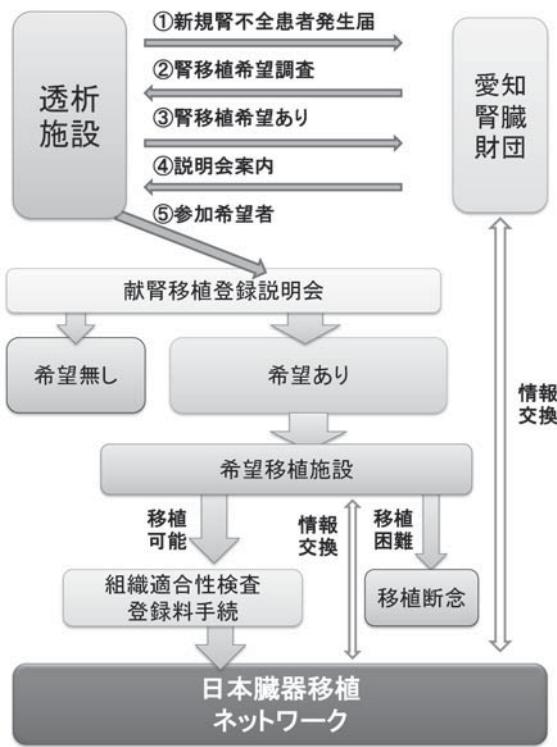 ①新規腎不全患者発生届
②腎移植希望調査
透析
施設
愛知
腎臓
財団
③腎移植希望あり
④説明会案内
⑤参加希望者
献腎移植登録説明会
希望無し
希望あり
情報
交換
希望移植施設
移植
可能
情報
交換
移植
困難
組織適合性検査
登録料手続
移植断念
日本臓器移植
ネットワーク